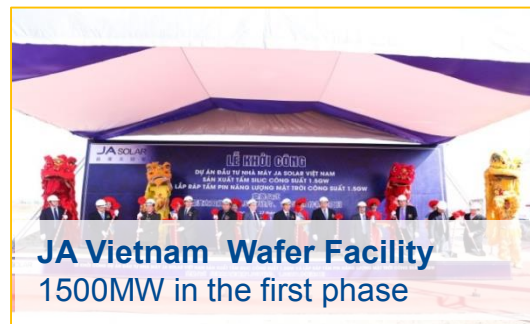 JA SOLAR
LỄ KHỞI CÔNG
DỰ ÁN ĐẦU TƯ NHÀ MÁY JA SOLAR VIỆT NAM
SẢN XUẤT TẤM SILIC CÔNG SUẤT 1.5GW
LẮP RÁP TẤM PIN NĂNG LƯỢNG MẶT TRỜI CÔNG SUẤT 1.5GW
JA Vietnam Wafer Facility
1500MW in the first phase